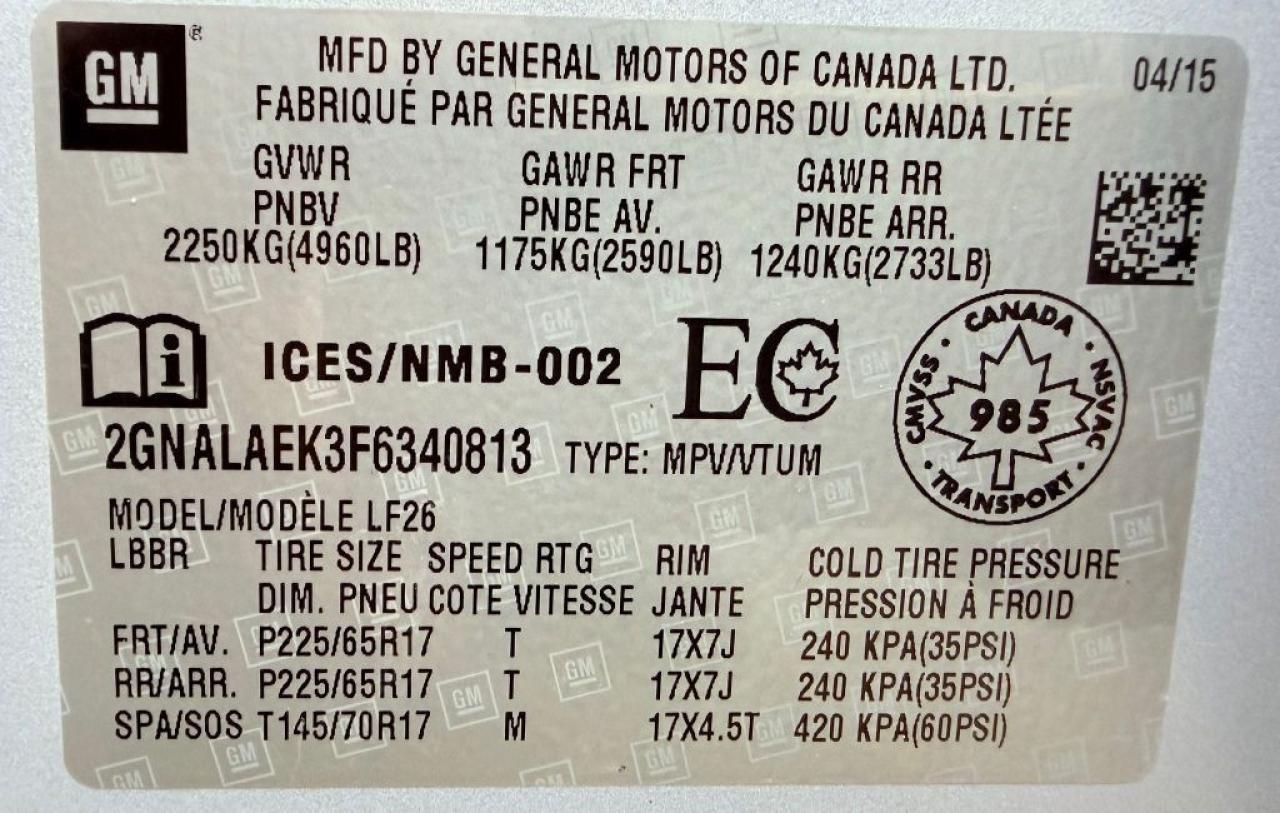 GM ®
MFD BY GENERAL MOTORS OF CANADA LTD. 04/15
FABRIQUÉ PAR GENERAL MOTORS DU CANADA LTÉE
GVWR GAWR FRT GAWR RR
PNBV PNBE AV. PNBE ARR.
2250KG(4960LB) 1175KG(2590LB) 1240KG(2733LB)
i ICES/NMB-002 EC
CANADA · NSVAC · TRANSPORT · CMVSS ·
985
2GNALAEK3F6340813 TYPE: MPV/VTUM
MODEL/MODÈLE LF26
LBBR TIRE SIZE SPEED RTG RIM COLD TIRE PRESSURE
DIM. PNEU COTE VITESSE JANTE PRESSION À FROID
FRT/AV. P225/65R17 T 17X7J 240 KPA(35PSI)
RR/ARR. P225/65R17 T 17X7J 240 KPA(35PSI)
SPA/SOS T145/70R17 M 17X4.5T 420 KPA(60PSI)